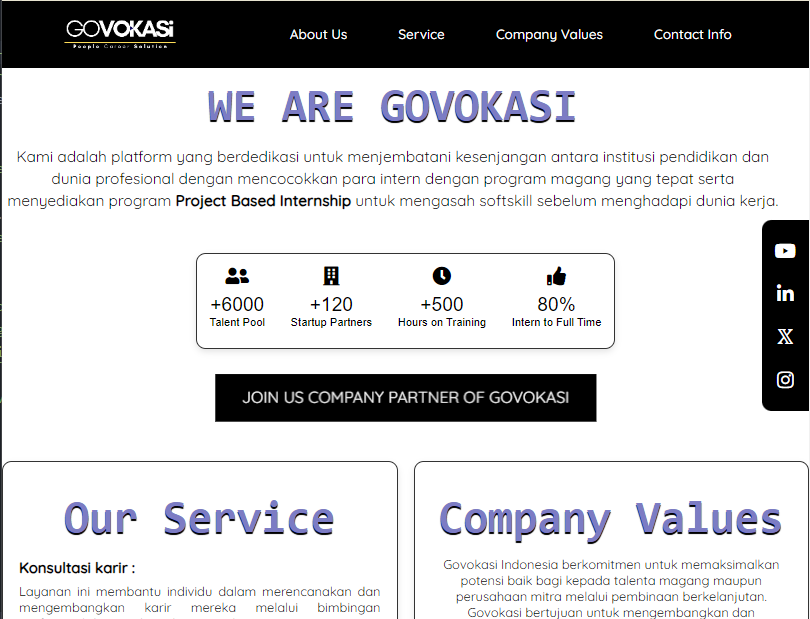 GOVOKASi
People Career Solution
About Us
Service
Company Values
Contact Info
WE ARE GOVOKASI
Kami adalah platform yang berdedikasi untuk menjembatani kesenjangan antara institusi pendidikan dan
dunia profesional dengan mencocokkan para intern dengan program magang yang tepat serta
menyediakan program Project Based Internship untuk mengasah softskill sebelum menghadapi dunia kerja.
+6000
Talent Pool
+120
Startup Partners
+500
Hours on Training
80%
Intern to Full Time
JOIN US COMPANY PARTNER OF GOVOKASI
Our Service
Konsultasi karir :
Layanan ini membantu individu dalam merencanakan dan
mengembangkan karir mereka melalui bimbingan
Company Values
Govokasi Indonesia berkomitmen untuk memaksimalkan
potensi baik bagi kepada talenta magang maupun
perusahaan mitra melalui pembinaan berkelanjutan.
Govokasi bertujuan untuk mengembangkan dan